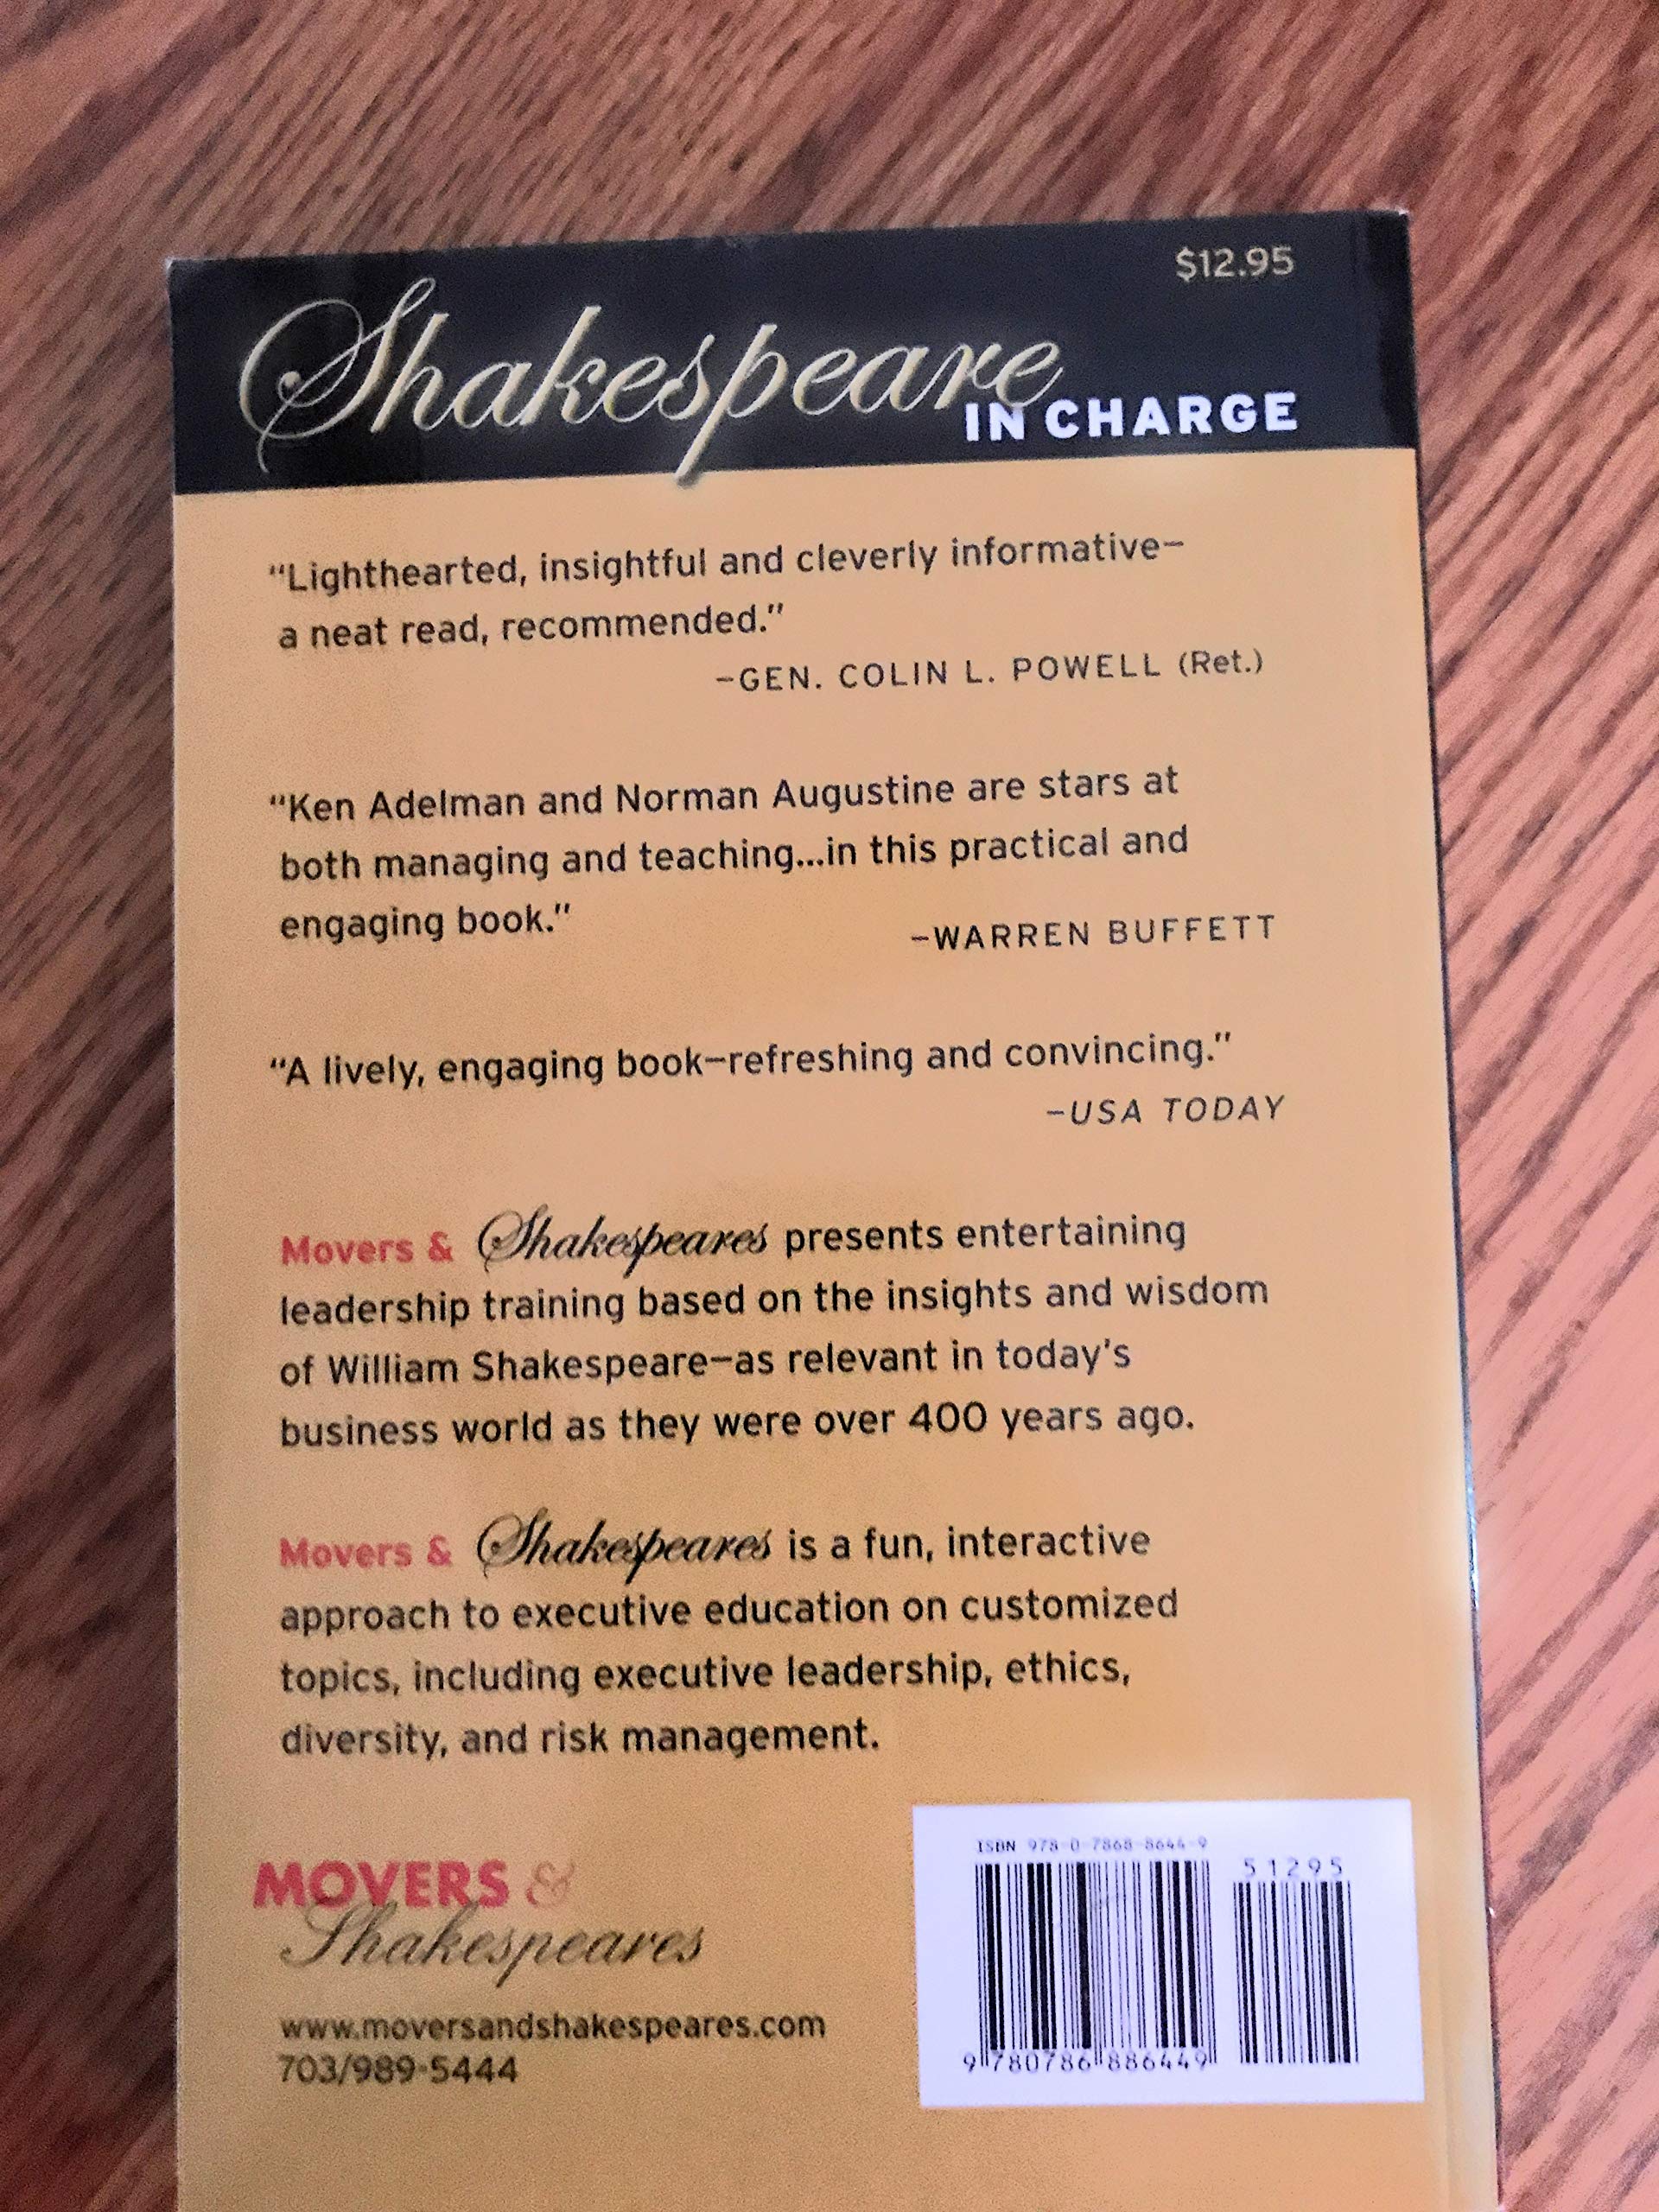 $12.95
Shakespeare
IN CHARGE
“Lighthearted, insightful and cleverly informative—
a neat read, recommended.”
—GEN. COLIN L. POWELL (Ret.)
“Ken Adelman and Norman Augustine are stars at
both managing and teaching...in this practical and
engaging book.”
—WARREN BUFFETT
“A lively, engaging book—refreshing and convincing.”
—USA TODAY
Movers & Shakespeares presents entertaining
leadership training based on the insights and wisdom
of William Shakespeare—as relevant in today's
business world as they were over 400 years ago.
Movers & Shakespeares is a fun, interactive
approach to executive education on customized
topics, including executive leadership, ethics,
diversity, and risk management.
MOVERS &
Shakespeares
www.moversandshakespeares.com
703/989-5444
ISBN 978-0-7868-8644-9
51295
9 780786 886449